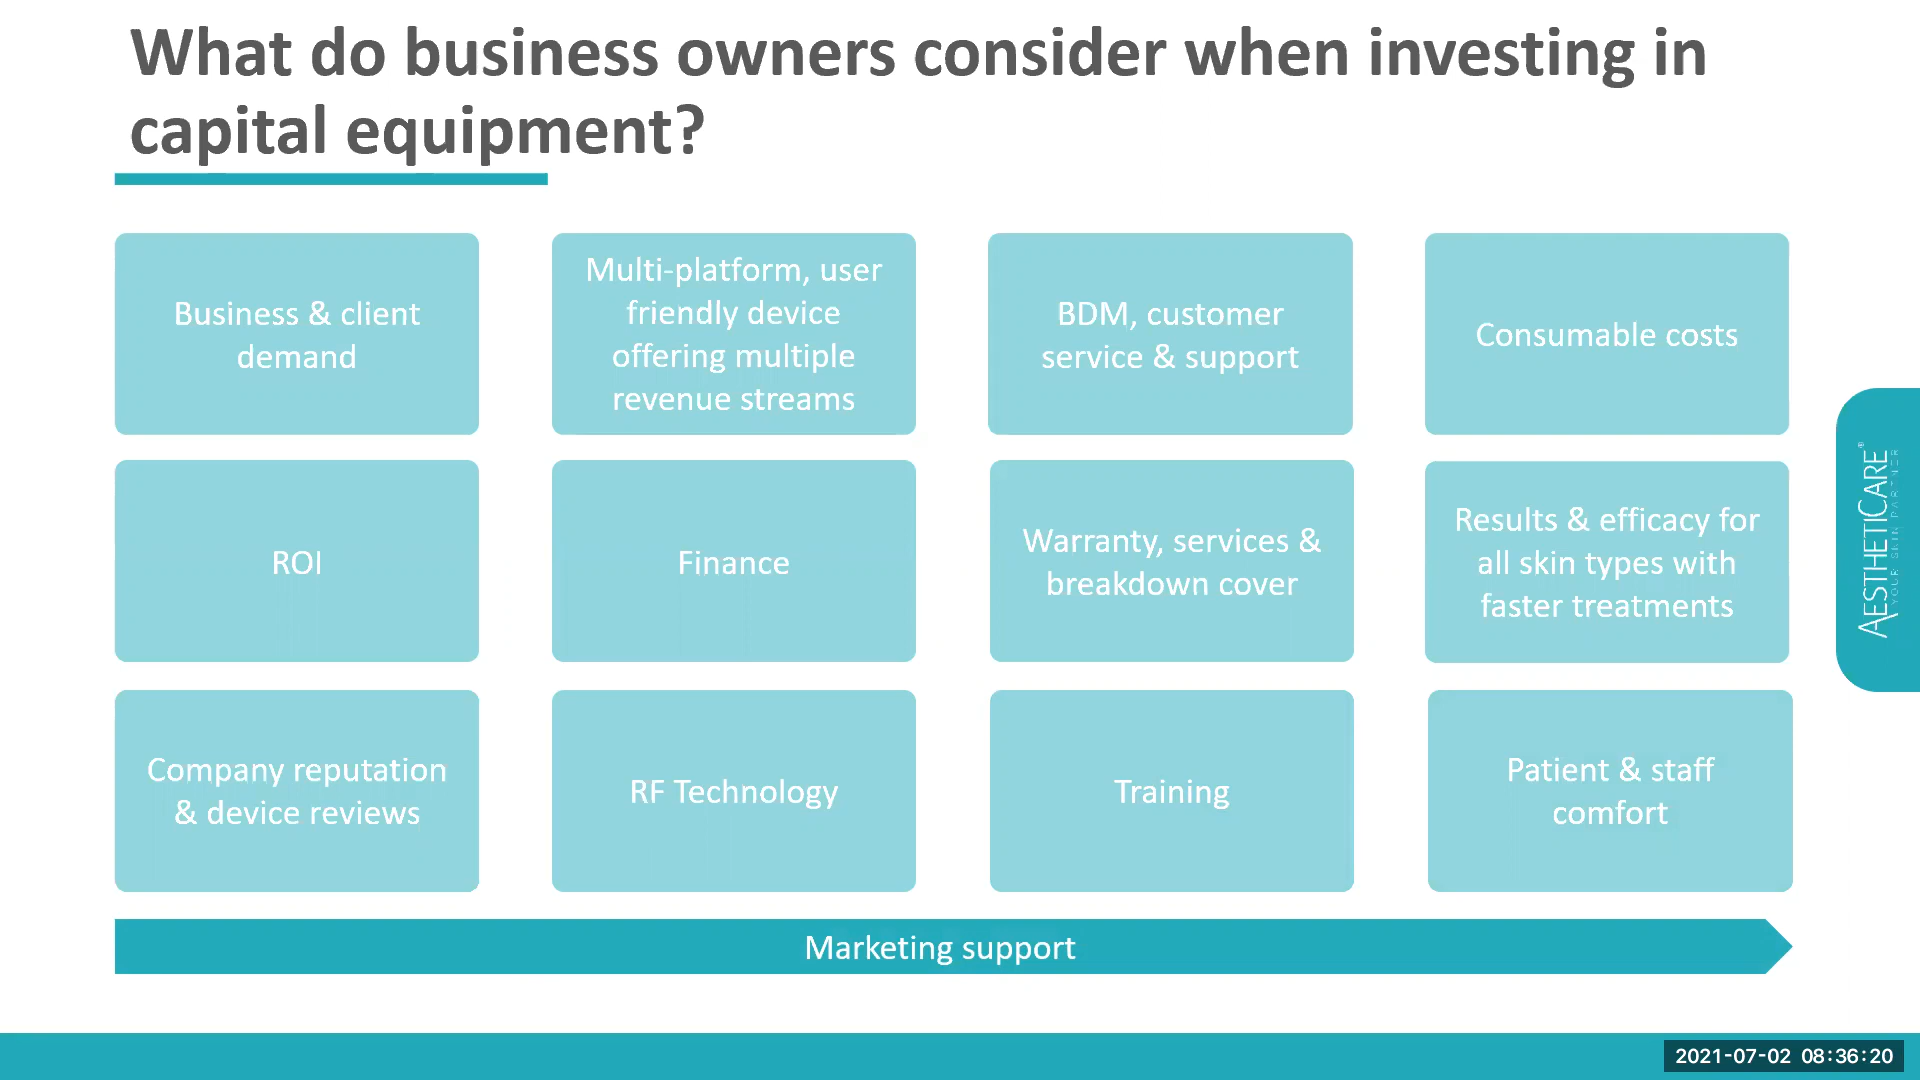 What do business owners consider when investing in
capital equipment?
Business & client
demand
Multi-platform, user
friendly device
offering multiple
revenue streams
BDM, customer
service & support
Consumable costs
ROI
Finance
Warranty, services &
breakdown cover
Results & efficacy for
all skin types with
faster treatments
Company reputation
& device reviews
RF Technology
Training
Patient & staff
comfort
Marketing support
AESTHETICARE®
YOUR SKIN PARTNER
2021-07-02 08:36:20